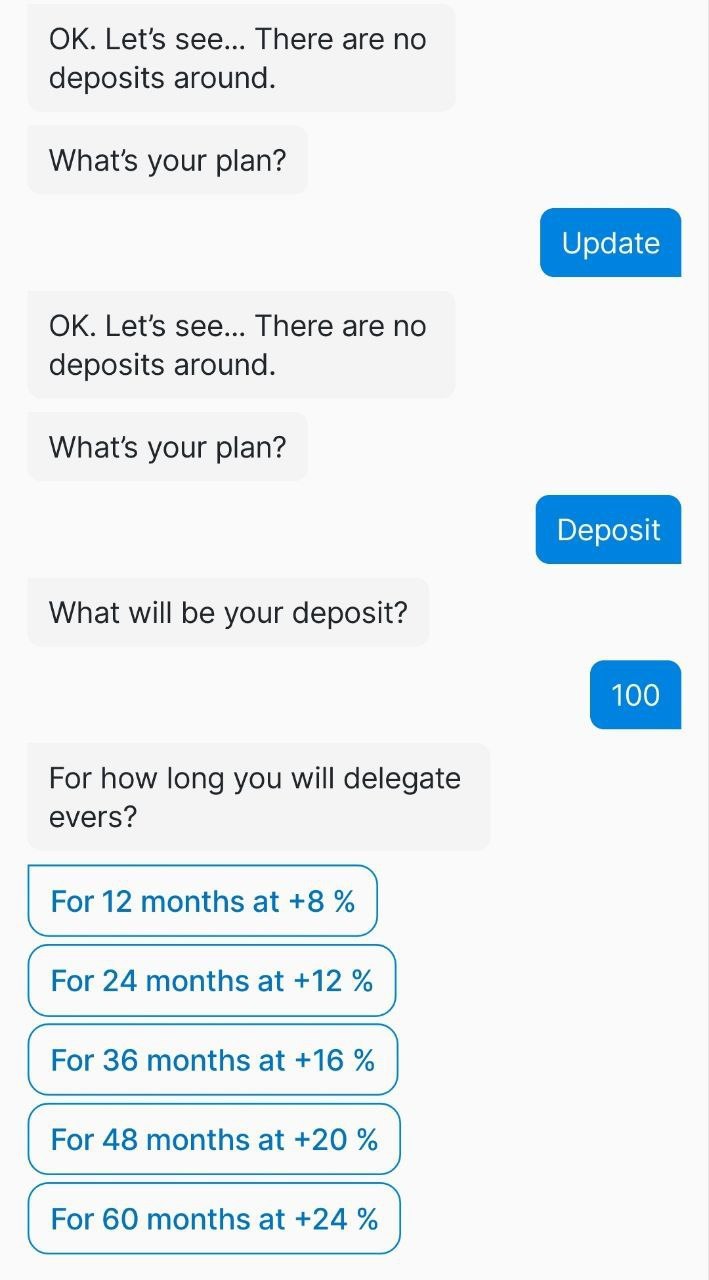 OK. Let’s see... There are no
deposits around.
What’s your plan?
Update
OK. Let’s see... There are no
deposits around.
What’s your plan?
Deposit
What will be your deposit?
100
For how long you will delegate
evers?
For 12 months at +8 %
For 24 months at +12 %
For 36 months at +16 %
For 48 months at +20 %
For 60 months at +24 %